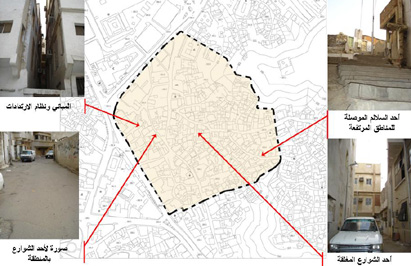 المباني ونظام الارتدادات
أحد السلالم الموصلة
للمناطق المرتفعة
صورة لأحد الشوارع
بالمنطقة
أحد الشوارع المغلقة